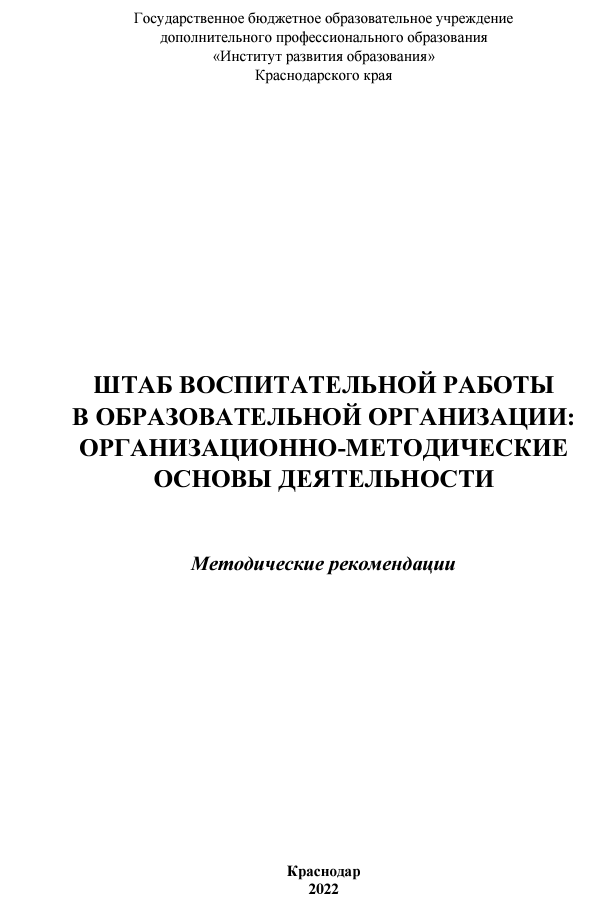 Государственное бюджетное образовательное учреждение
дополнительного профессионального образования
«Институт развития образования»
Краснодарского края
ШТАБ ВОСПИТАТЕЛЬНОЙ РАБОТЫ
В ОБРАЗОВАТЕЛЬНОЙ ОРГАНИЗАЦИИ:
ОРГАНИЗАЦИОННО-МЕТОДИЧЕСКИЕ
ОСНОВЫ ДЕЯТЕЛЬНОСТИ
Методические рекомендации
Краснодар
2022